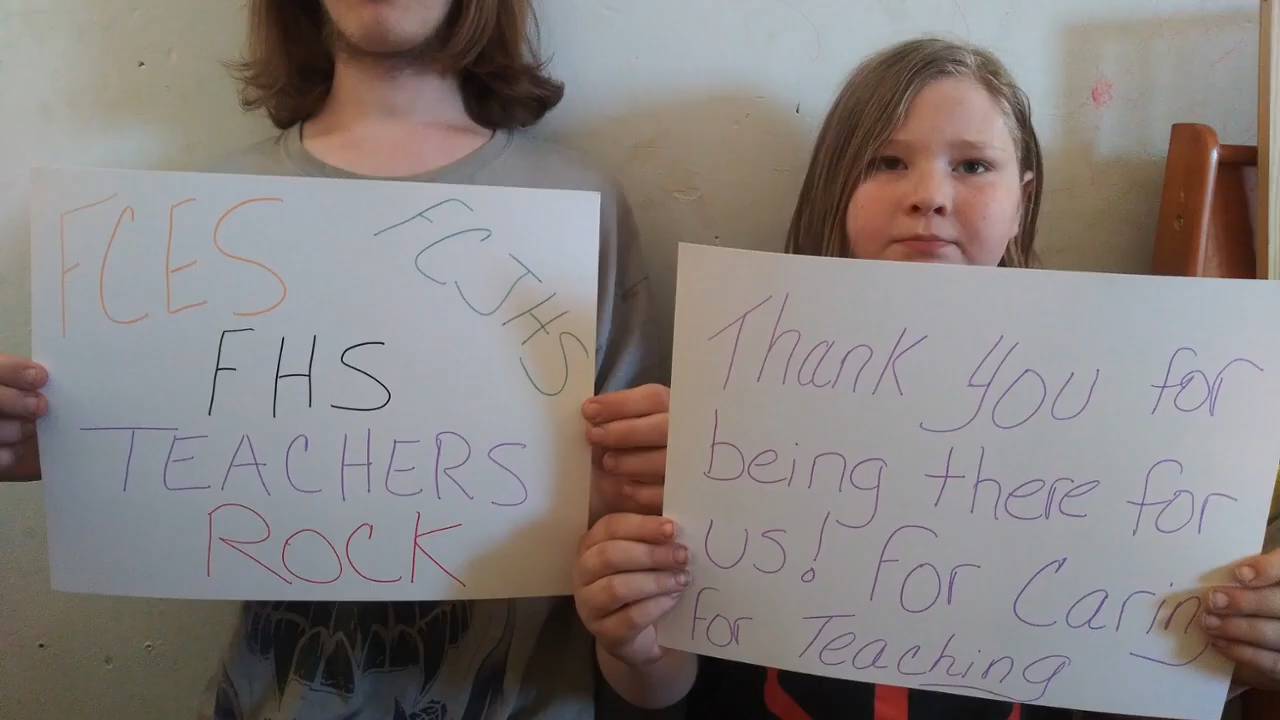 FCES
FCJHS
FHS
TEACHERS
ROCK
Thank you for
being there for
us! For Caring
for Teaching